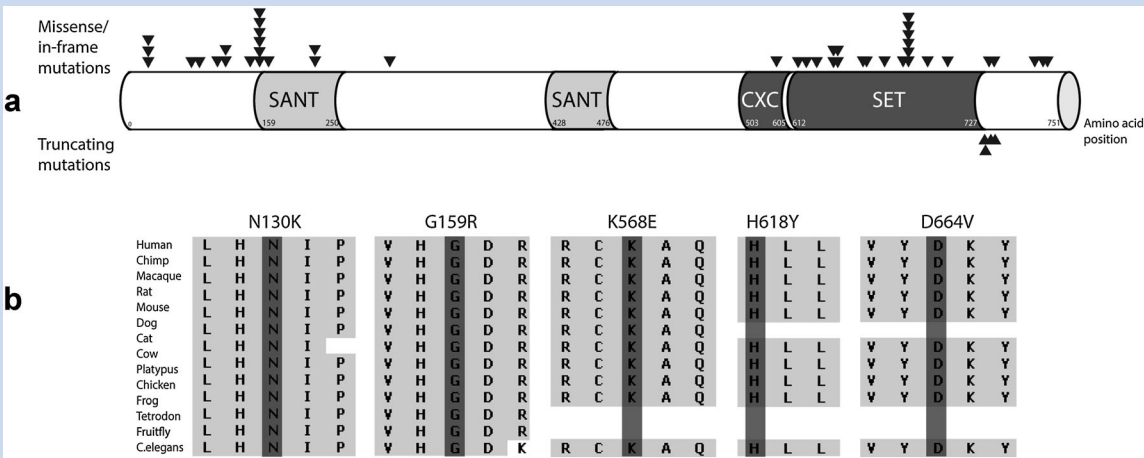 Missense/
in-frame
mutations
a
SANT
SANT
CXC
SET
0
159
250
428
476
503
605
612
727
751
Amino acid
position
Truncating
mutations
N130K G159R K568E H618Y D664V
b
Human
Chimp
Macaque
Rat
Mouse
Dog
Cat
Cow
Platypus
Chicken
Frog
Tetrodon
Fruitfly
C.elegans
L H N I P V H G D R R C K A Q H L L V Y D K Y
L H N I P V H G D R R C K A Q H L L V Y D K Y
L H N I P V H G D R R C K A Q H L L V Y D K Y
L H N I P V H G D R R C K A Q H L L V Y D K Y
L H N I P V H G D R R C K A Q H L L V Y D K Y
L H N I P V H G D R R C K A Q
L H N I V H G D R R C K A Q H L L V Y D K Y
L H N I P V H G D R R C K A Q H L L V Y D K Y
L H N I P V H G D R R C K A Q H L L V Y D K Y
L H N I P V H G D R R C K A Q H L L V Y D K Y
L H N I P V H G D R
L H N I P V H G D R
L H N I P V H G D K R C K A Q H L L V Y D K Y